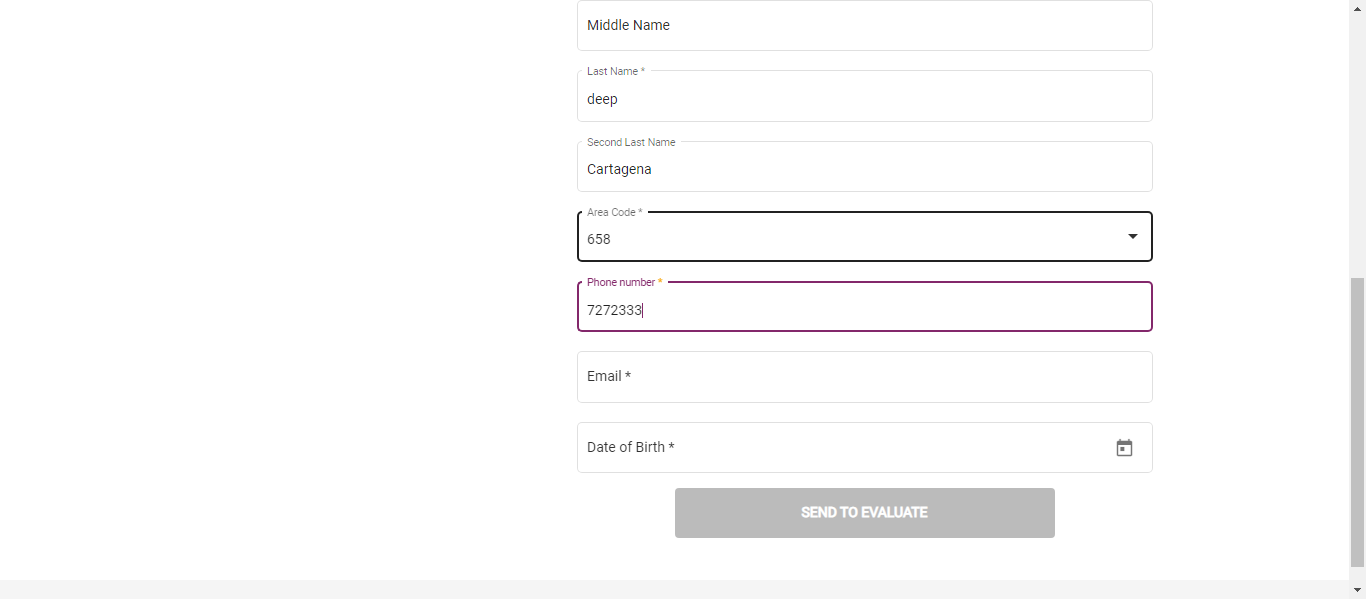 Middle Name
Last Name *
deep
Second Last Name
Cartagena
Area Code *
658
Phone number *
7272333
Email *
Date of Birth *
SEND TO EVALUATE